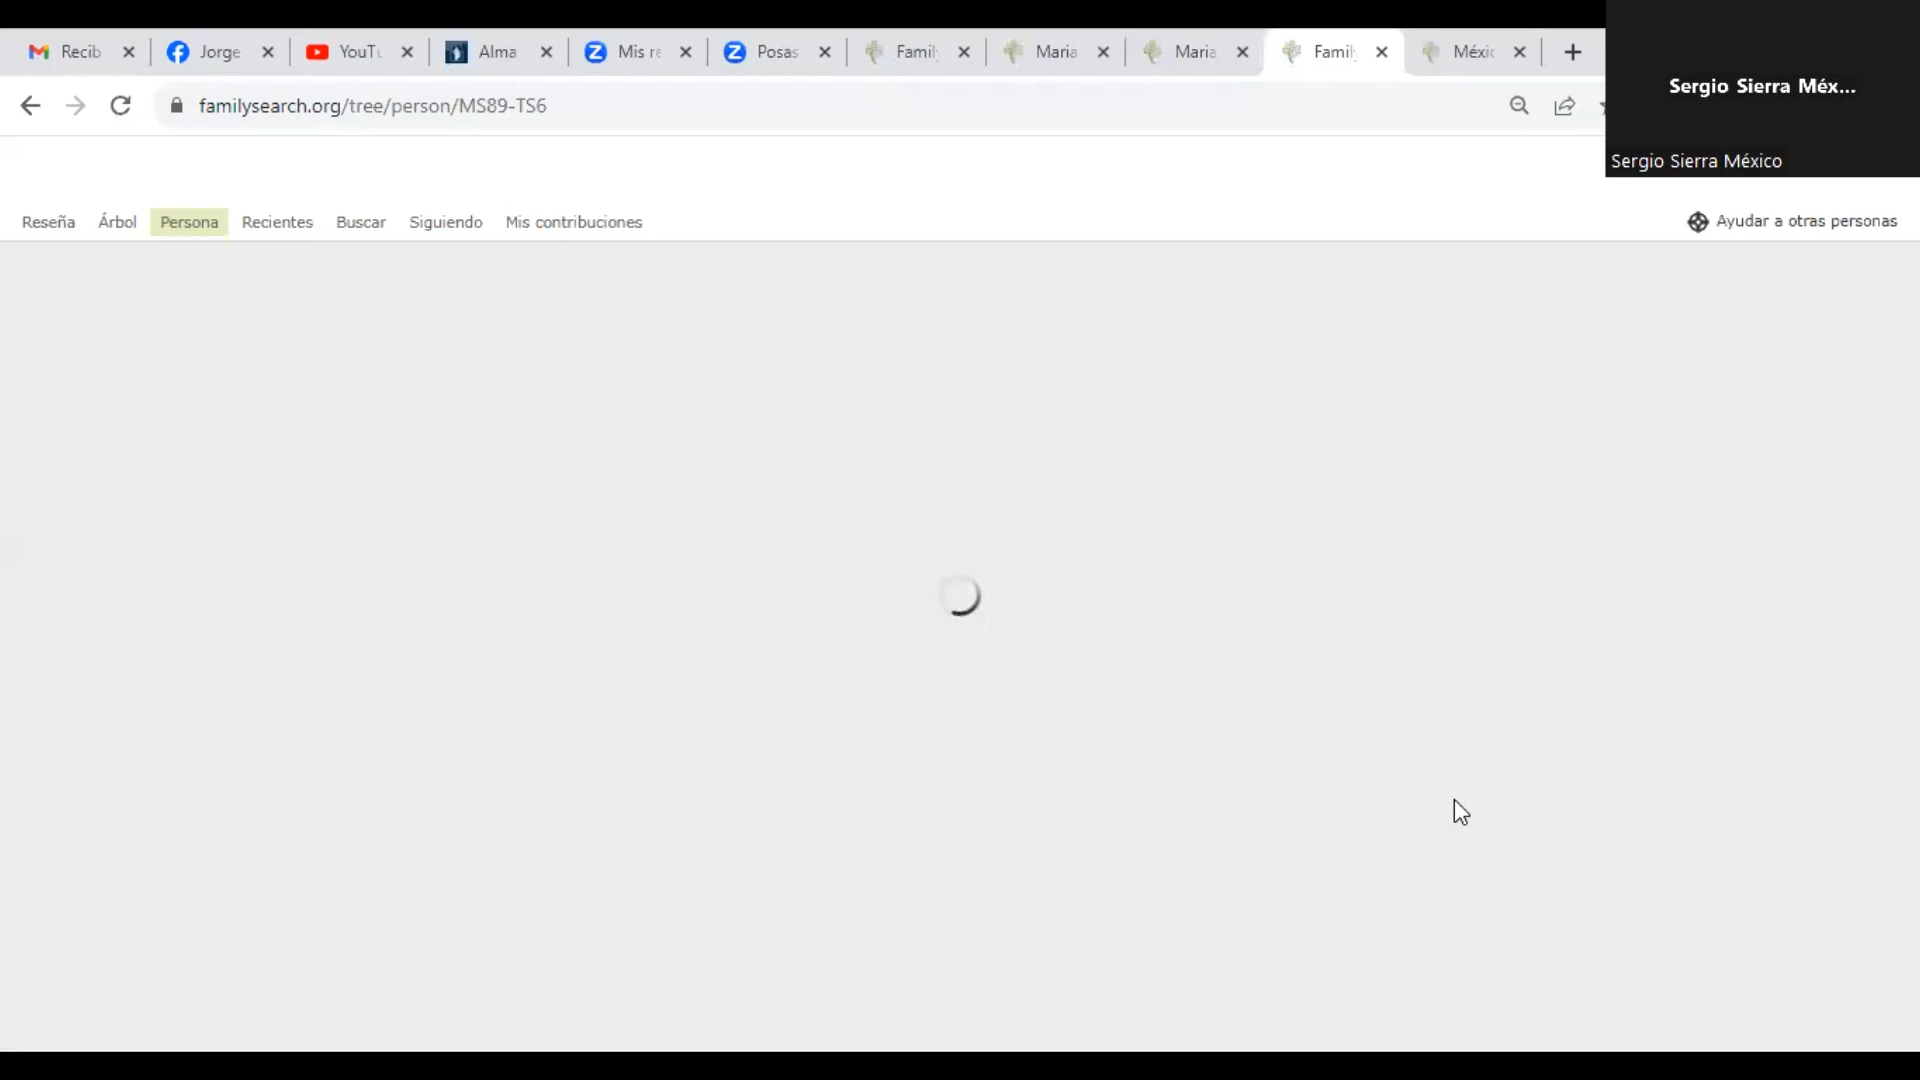 Recib
Jorge
YouTu
Alma
Mis re
Posas
Famil
Maria
Maria
Famil
Méxic
Sergio Sierra Méx...
familysearch.org/tree/person/MS89-TS6
Sergio Sierra México
Reseña Árbol Persona Recientes Buscar Siguiendo Mis contribuciones
Ayudar a otras personas